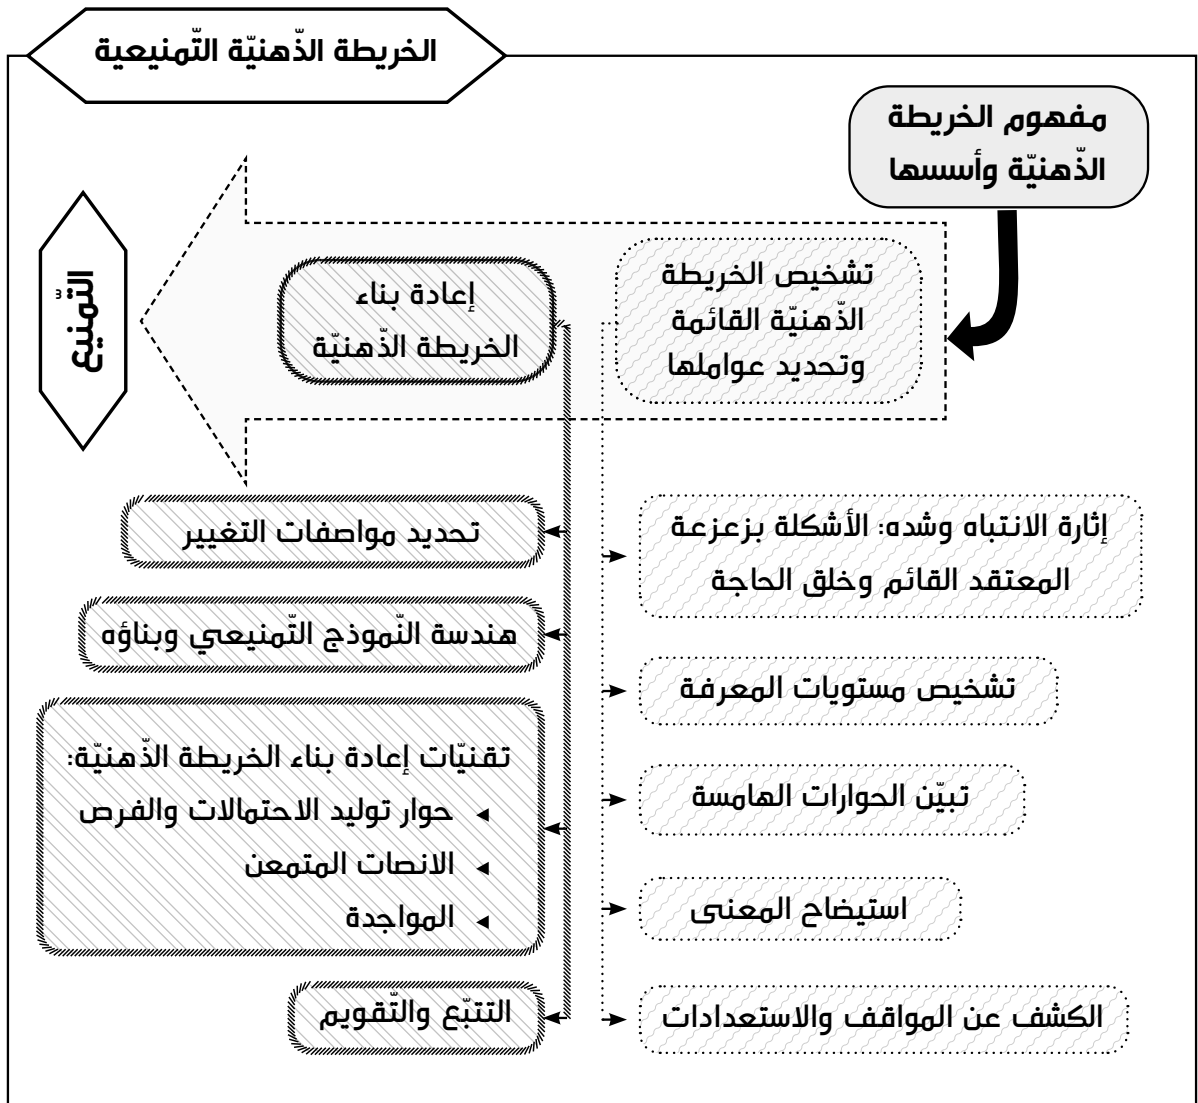 الخريطة الذّهنيّة التّمنيعية
مفهوم الخريطة
الذّهنيّة وأسسها
تشخيص الخريطة
الذّهنيّة القائمة
وتحديد عواملها
إعادة بناء
الخريطة الذّهنيّة
التّمنيع
إثارة الانتباه وشده: الأشكلة بزعزعة
المعتقد القائم وخلق الحاجة
تشخيص مستويات المعرفة
تبيّن الحوارات الهامسة
استيضاح المعنى
الكشف عن المواقف والاستعدادات
تحديد مواصفات التغيير
هندسة النّموذج التّمنيعي وبناؤه
تقنيّات إعادة بناء الخريطة الذّهنيّة:
حوار توليد الاحتمالات والفرص
الانصات المتمعن
المواجدة
التتبّع والتّقويم